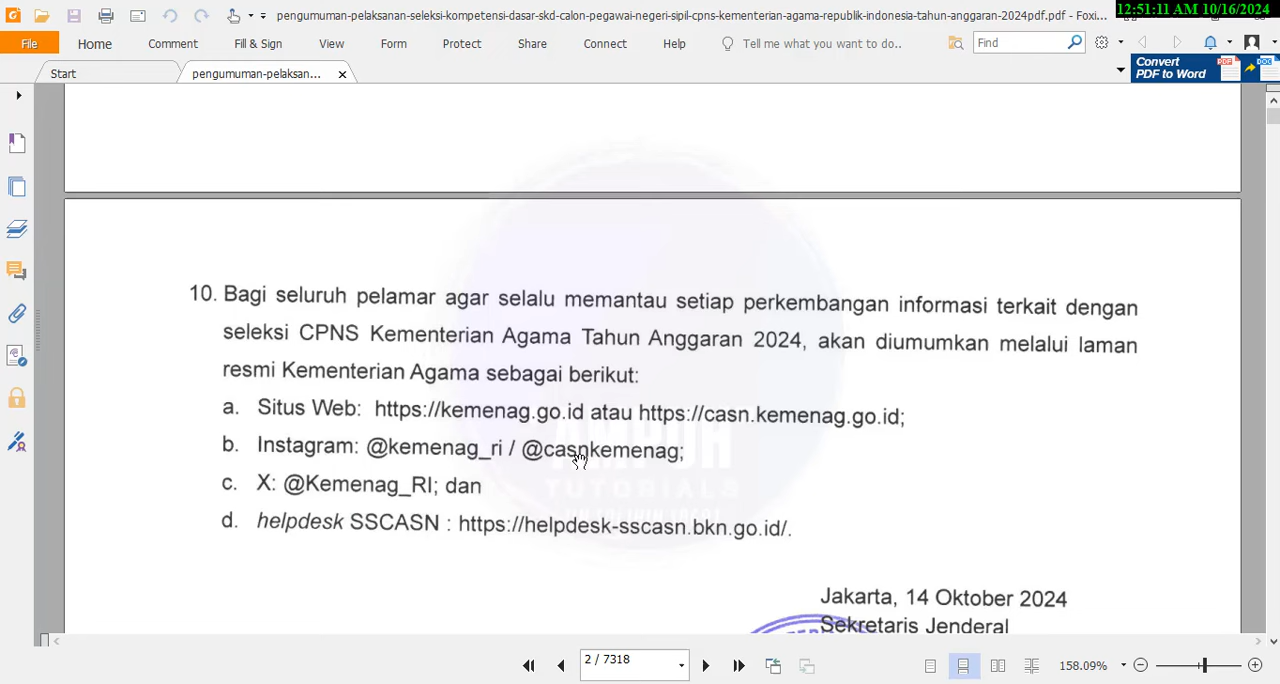 pengumuman-pelaksanan-seleksi-kompetensi-dasar-skd-calon-pegawai-negeri-sipil-cpns-kementerian-agama-republik-indonesia-tahun-anggaran-2024pdf.pdf - Foxi...
12:51:11 AM 10/16/2024
File Home Comment Fill & Sign View Form Protect Share Connect Help Tell me what you want to do.. Find
Start pengumuman-pelaksan...
Convert
PDF to Word
PDF DOC
10. Bagi seluruh pelamar agar selalu memantau setiap perkembangan informasi terkait dengan
seleksi CPNS Kementerian Agama Tahun Anggaran 2024, akan diumumkan melalui laman
resmi Kementerian Agama sebagai berikut:
a. Situs Web: https://kemenag.go.id atau https://casn.kemenag.go.id;
b. Instagram: @kemenag_ri / @casnkemenag;
AMPUH
c. X: @Kemenag_RI; dan
TUTORIALS
d. helpdesk SSCASN : https://helpdesk-sscasn.bkn.go.id/.
Jakarta, 14 Oktober 2024
Sekretaris Jenderal
2 / 7318
158.09%